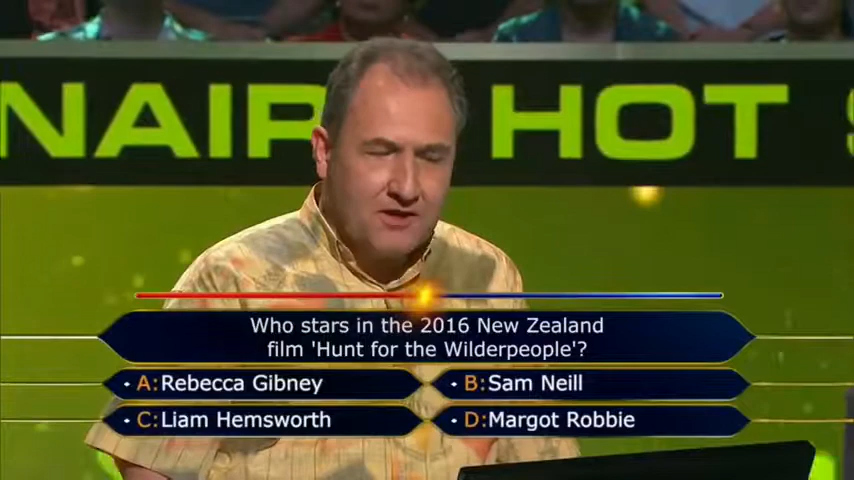 NAIR HOT S
Who stars in the 2016 New Zealand
film 'Hunt for the Wilderpeople'?
A: Rebecca Gibney
B: Sam Neill
C: Liam Hemsworth
D: Margot Robbie